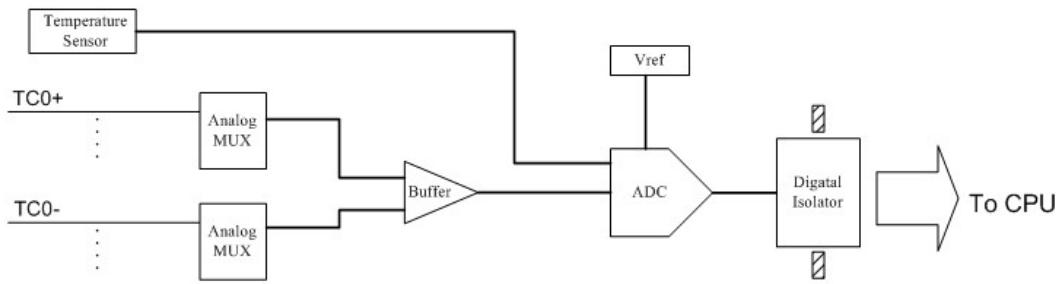 Temperature
Sensor
Vref
TC0+
Analog
MUX
Buffer
ADC
Digatal
Isolator
To CPU
TC0-
Analog
MUX